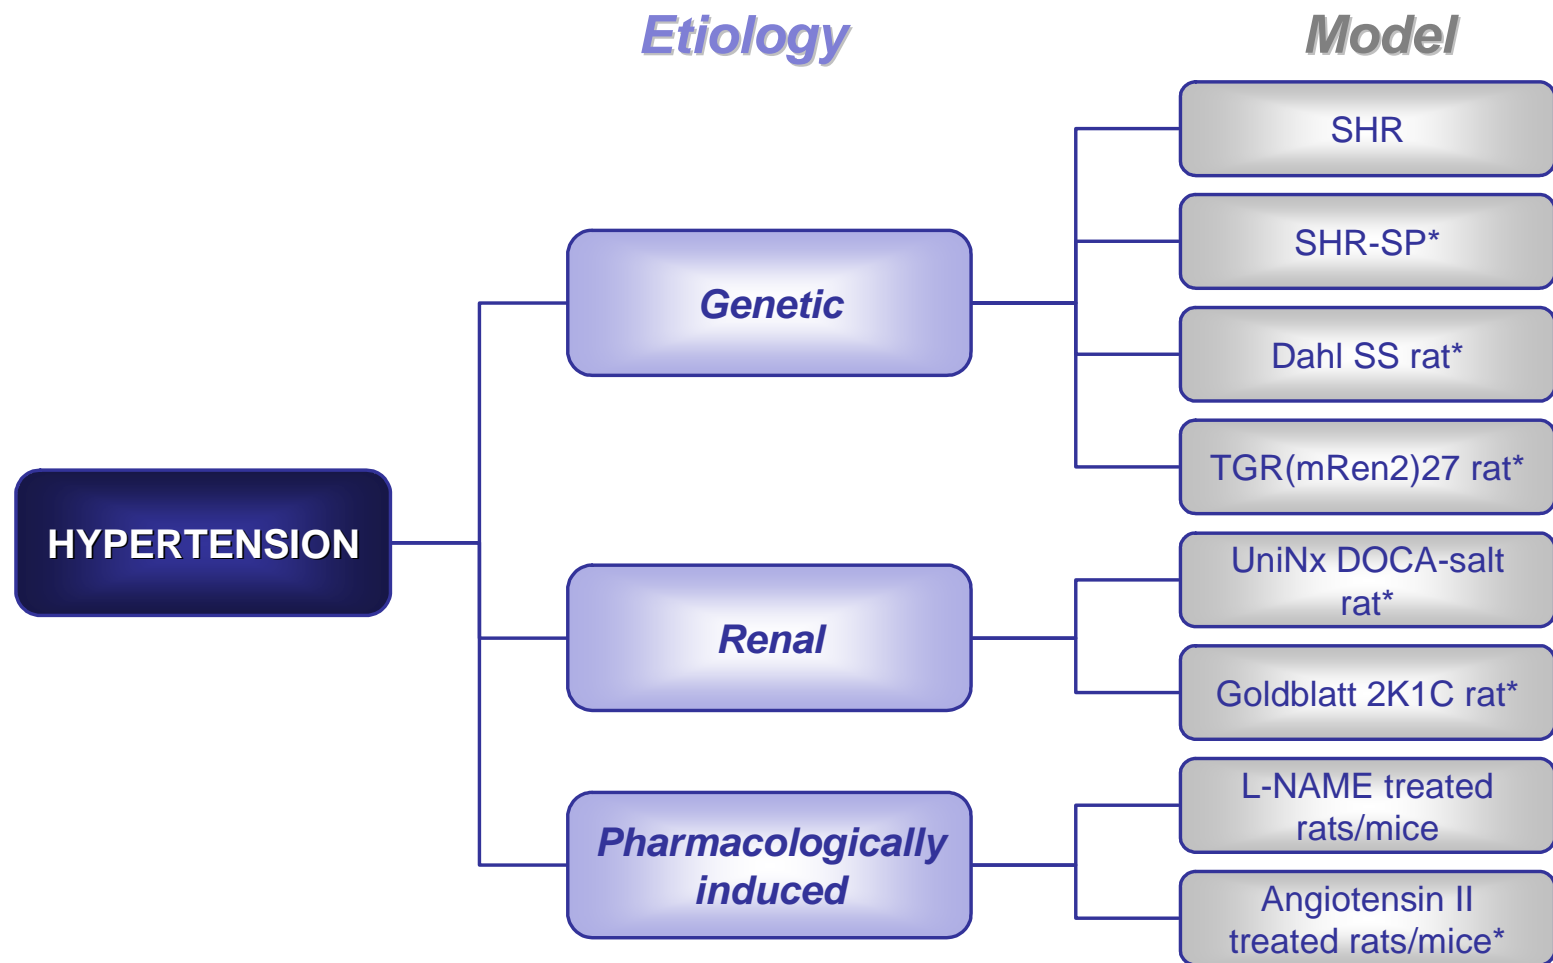 Etiology
Model
SHR
SHR-SP*
Genetic
Dahl SS rat*
TGR(mRen2)27 rat*
HYPERTENSION
UniNx DOCA-salt
rat*
Renal
Goldblatt 2K1C rat*
L-NAME treated
rats/mice
Pharmacologically
induced
Angiotensin II
treated rats/mice*